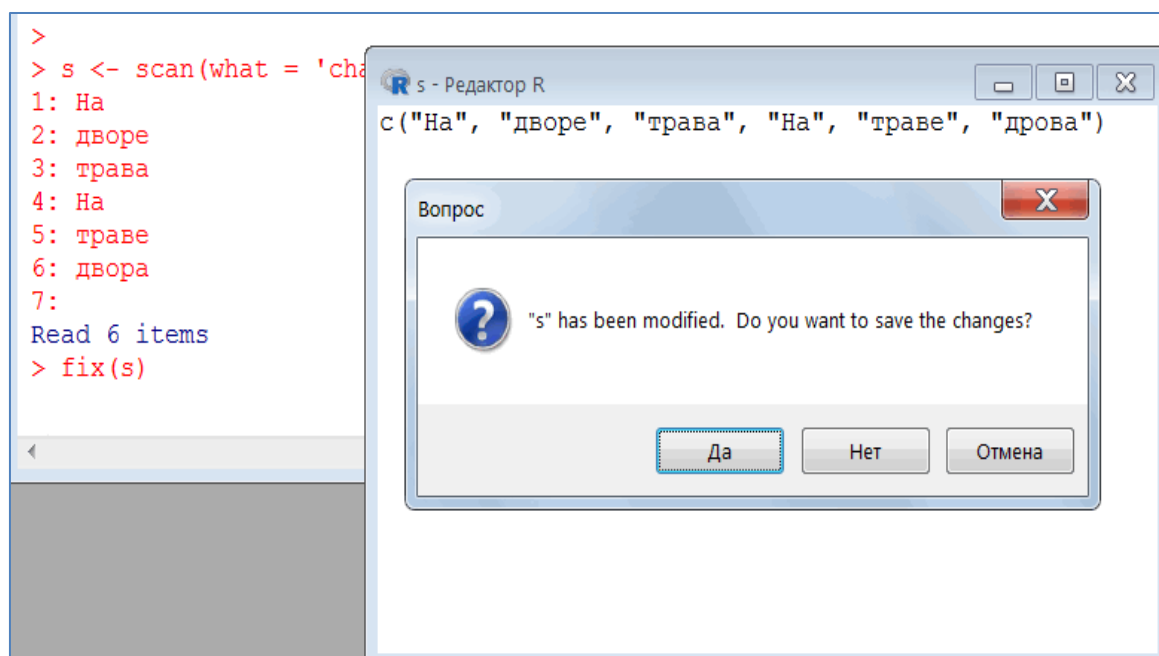 >
> s <- scan(what = 'cha
1: На
2: дворе
3: трава
4: На
5: траве
6: двора
7:
Read 6 items
> fix(s)
s - Редактор R
c("На", "дворе", "трава", "На", "траве", "дрова")
Вопрос
"s" has been modified. Do you want to save the changes?
Да
Нет
Отмена